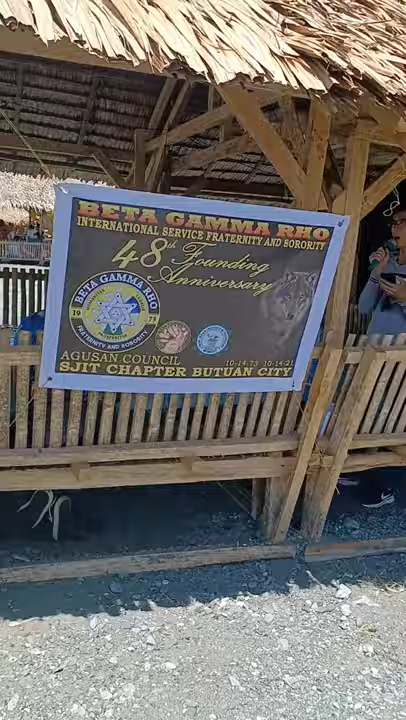 BETA GAMMA RHO
INTERNATIONAL SERVICE FRATERNITY AND SORORITY
48th Founding
Anniversary
BETA GAMMA RHO
19 73
FRATERNITY AND SORORITY
AGUSAN COUNCIL 10-14-73 10-14-21
SJIT CHAPTER BUTUAN CITY